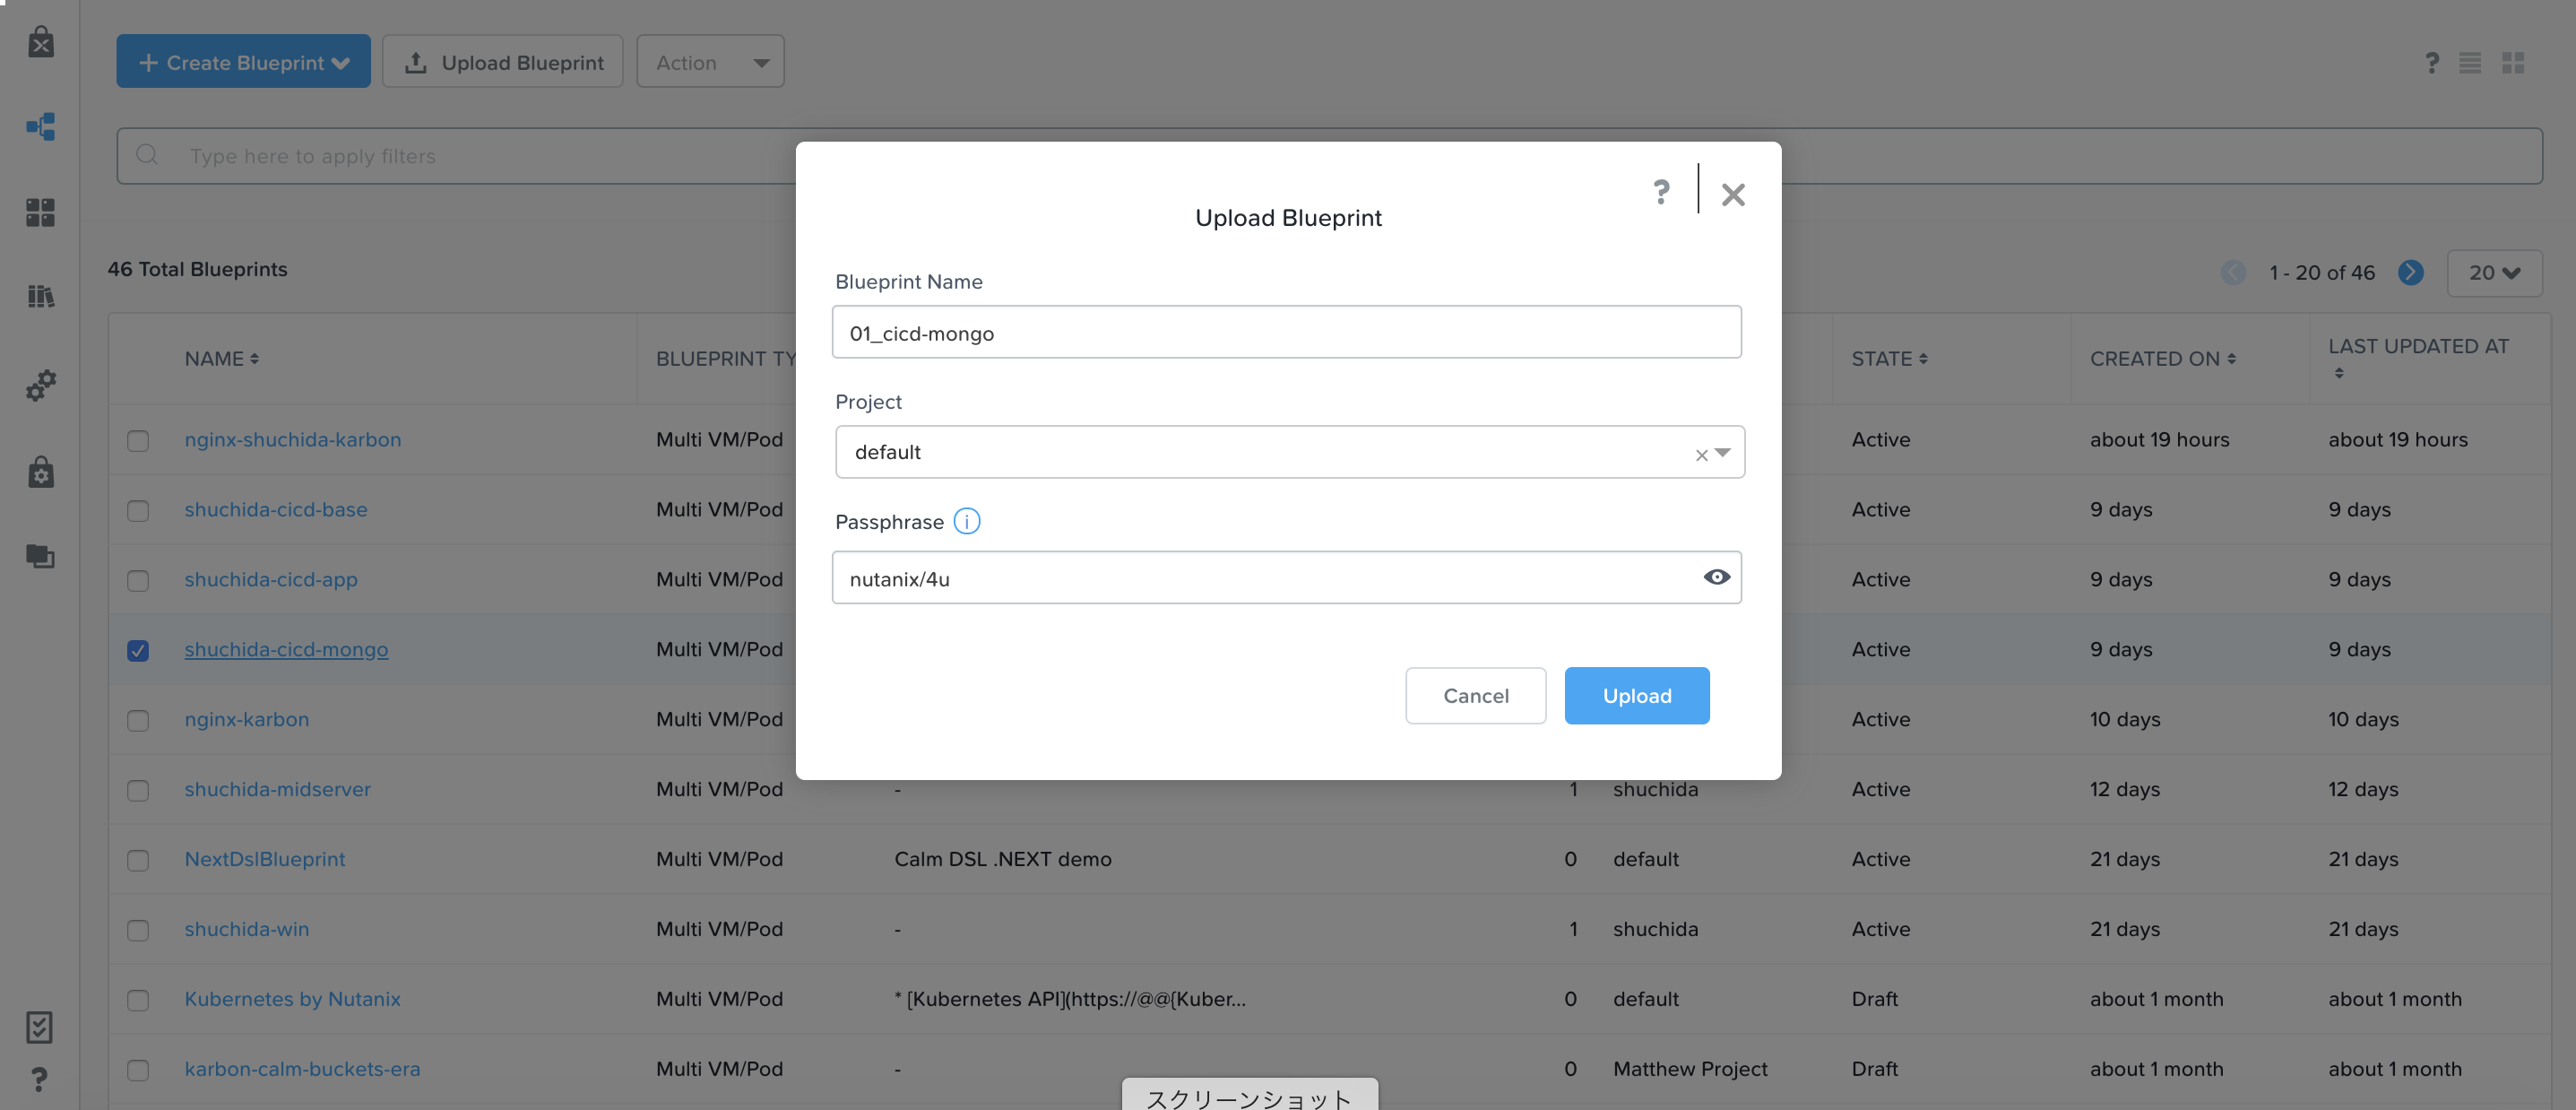 Create Blueprint
Upload Blueprint
Action
?
Type here to apply filters
46 Total Blueprints
1 - 20 of 46
20
NAME
BLUEPRINT TY
STATE
CREATED ON
LAST UPDATED AT
nginx-shuchida-karbon Multi VM/Pod Active about 19 hours about 19 hours
shuchida-cicd-base Multi VM/Pod Active 9 days 9 days
shuchida-cicd-app Multi VM/Pod Active 9 days 9 days
shuchida-cicd-mongo Multi VM/Pod Active 9 days 9 days
nginx-karbon Multi VM/Pod Active 10 days 10 days
shuchida-midserver Multi VM/Pod - 1 shuchida Active 12 days 12 days
NextDslBlueprint Multi VM/Pod Calm DSL .NEXT demo 0 default Active 21 days 21 days
shuchida-win Multi VM/Pod - 1 shuchida Active 21 days 21 days
Kubernetes by Nutanix Multi VM/Pod * [Kubernetes API](https://@@{Kuber... 0 default Draft about 1 month about 1 month
karbon-calm-buckets-era Multi VM/Pod - 0 Matthew Project Draft about 1 month about 1 month
?
?
Upload Blueprint
Blueprint Name
01_cicd-mongo
Project
default
Passphrase
nutanix/4u
Cancel
Upload
スクリーンショット